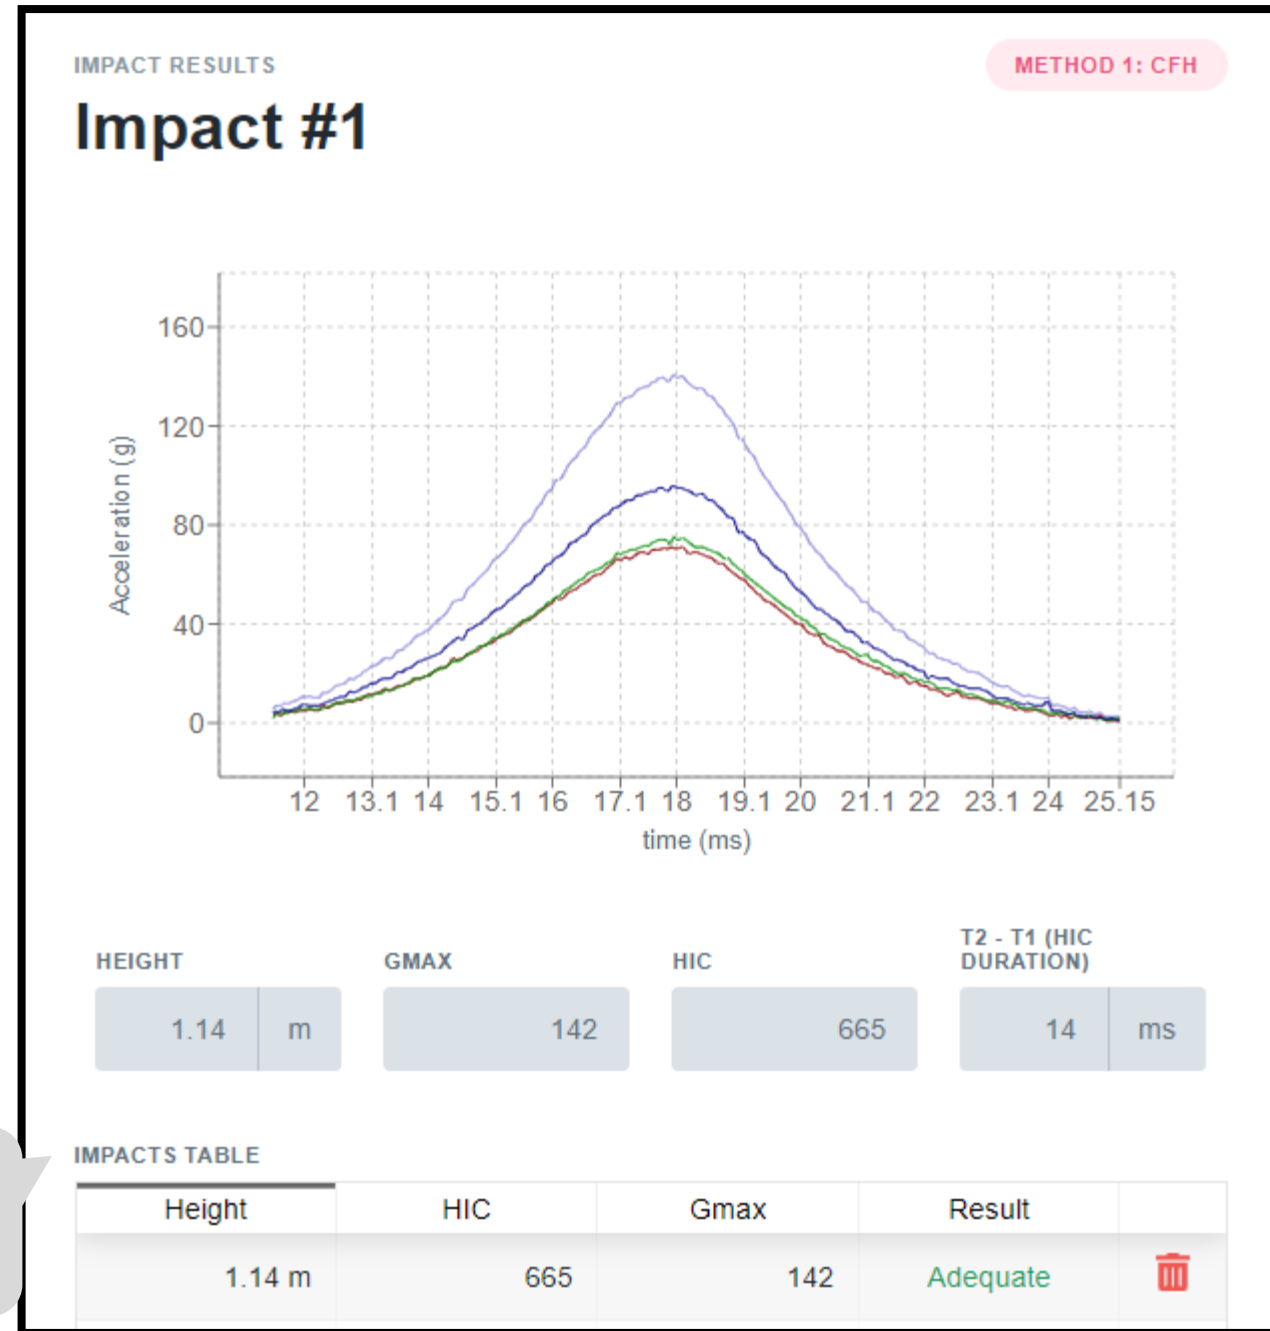 IMPACT RESULTS
METHOD 1: CFH
Impact #1
160
120
80
40
0
Acceleration (g)
12 13.1 14 15.1 16 17.1 18 19.1 20 21.1 22 23.1 24 25.15
time (ms)
HEIGHT GMAX HIC T2 - T1 (HIC
DURATION)
1.14 m 142 665 14 ms
IMPACTS TABLE
Height HIC Gmax Result
1.14 m 665 142 Adequate